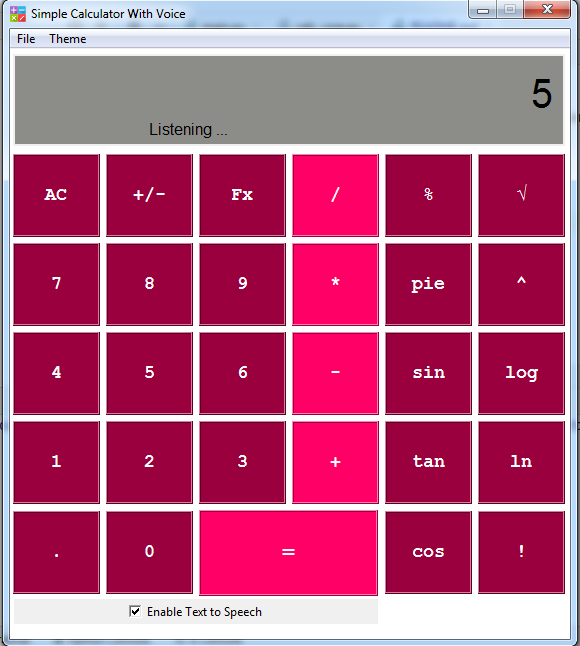 Simple Calculator With Voice
File Theme
5
Listening ...
AC +/- Fx / % √
7 8 9 * pie ^
4 5 6 - sin log
1 2 3 + tan ln
. 0 = cos !
Enable Text to Speech